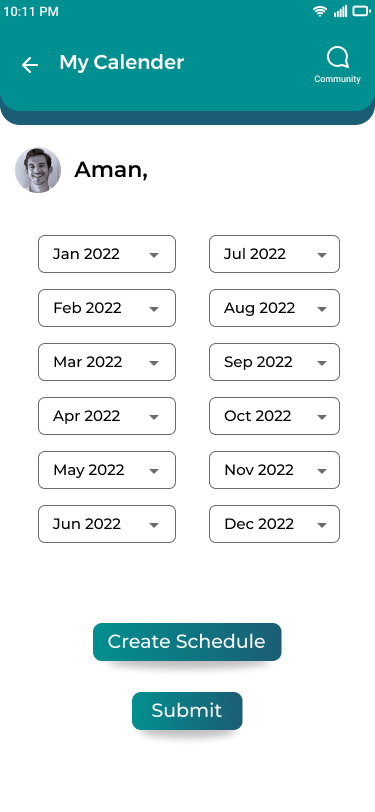 10:11 PM
My Calender
Community
Aman,
Jan 2022
Jul 2022
Feb 2022
Aug 2022
Mar 2022
Sep 2022
Apr 2022
Oct 2022
May 2022
Nov 2022
Jun 2022
Dec 2022
Create Schedule
Submit